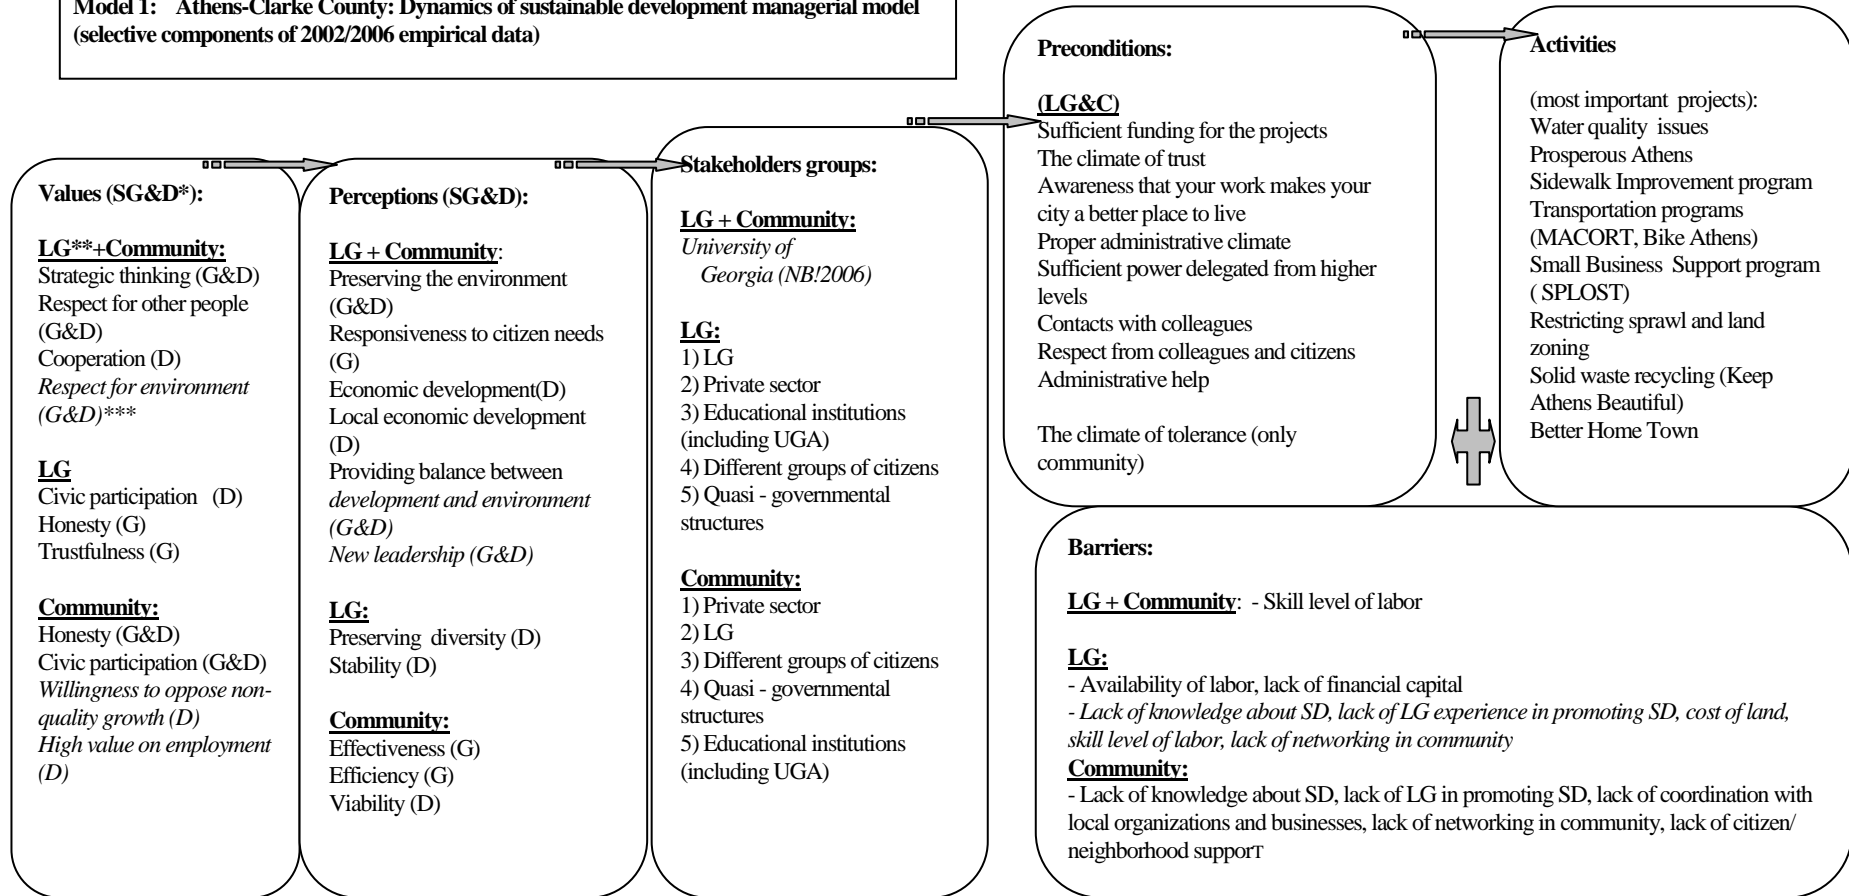 Model 1: Athens-Clarke County: Dynamics of sustainable development managerial model
(selective components of 2002/2006 empirical data)
Values (SG&D*):
LG**+Community:
Strategic thinking (G&D)
Respect for other people
(G&D)
Cooperation (D)
Respect for environment
(G&D)***
LG
Civic participation (D)
Honesty (G)
Trustfulness (G)
Community:
Honesty (G&D)
Civic participation (G&D)
Willingness to oppose non-
quality growth (D)
High value on employment
(D)
Perceptions (SG&D):
LG + Community:
Preserving the environment
(G&D)
Responsiveness to citizen needs
(G)
Economic development(D)
Local economic development
(D)
Providing balance between
development and environment
(G&D)
New leadership (G&D)
LG:
Preserving diversity (D)
Stability (D)
Community:
Effectiveness (G)
Efficiency (G)
Viability (D)
Stakeholders groups:
LG + Community:
University of
Georgia (NB!2006)
LG:
1) LG
2) Private sector
3) Educational institutions
(including UGA)
4) Different groups of citizens
5) Quasi - governmental
structures
Community:
1) Private sector
2) LG
3) Different groups of citizens
4) Quasi - governmental
structures
5) Educational institutions
(including UGA)
Preconditions:
(LG&C)
Sufficient funding for the projects
The climate of trust
Awareness that your work makes your
city a better place to live
Proper administrative climate
Sufficient power delegated from higher
levels
Contacts with colleagues
Respect from colleagues and citizens
Administrative help
The climate of tolerance (only
community)
Activities
(most important projects):
Water quality issues
Prosperous Athens
Sidewalk Improvement program
Transportation programs
(MACORT, Bike Athens)
Small Business Support program
( SPLOST)
Restricting sprawl and land
zoning
Solid waste recycling (Keep
Athens Beautiful)
Better Home Town
Barriers:
LG + Community: - Skill level of labor
LG:
- Availability of labor, lack of financial capital
- Lack of knowledge about SD, lack of LG experience in promoting SD, cost of land,
skill level of labor, lack of networking in community
Community:
- Lack of knowledge about SD, lack of LG in promoting SD, lack of coordination with
local organizations and businesses, lack of networking in community, lack of citizen/
neighborhood supporT